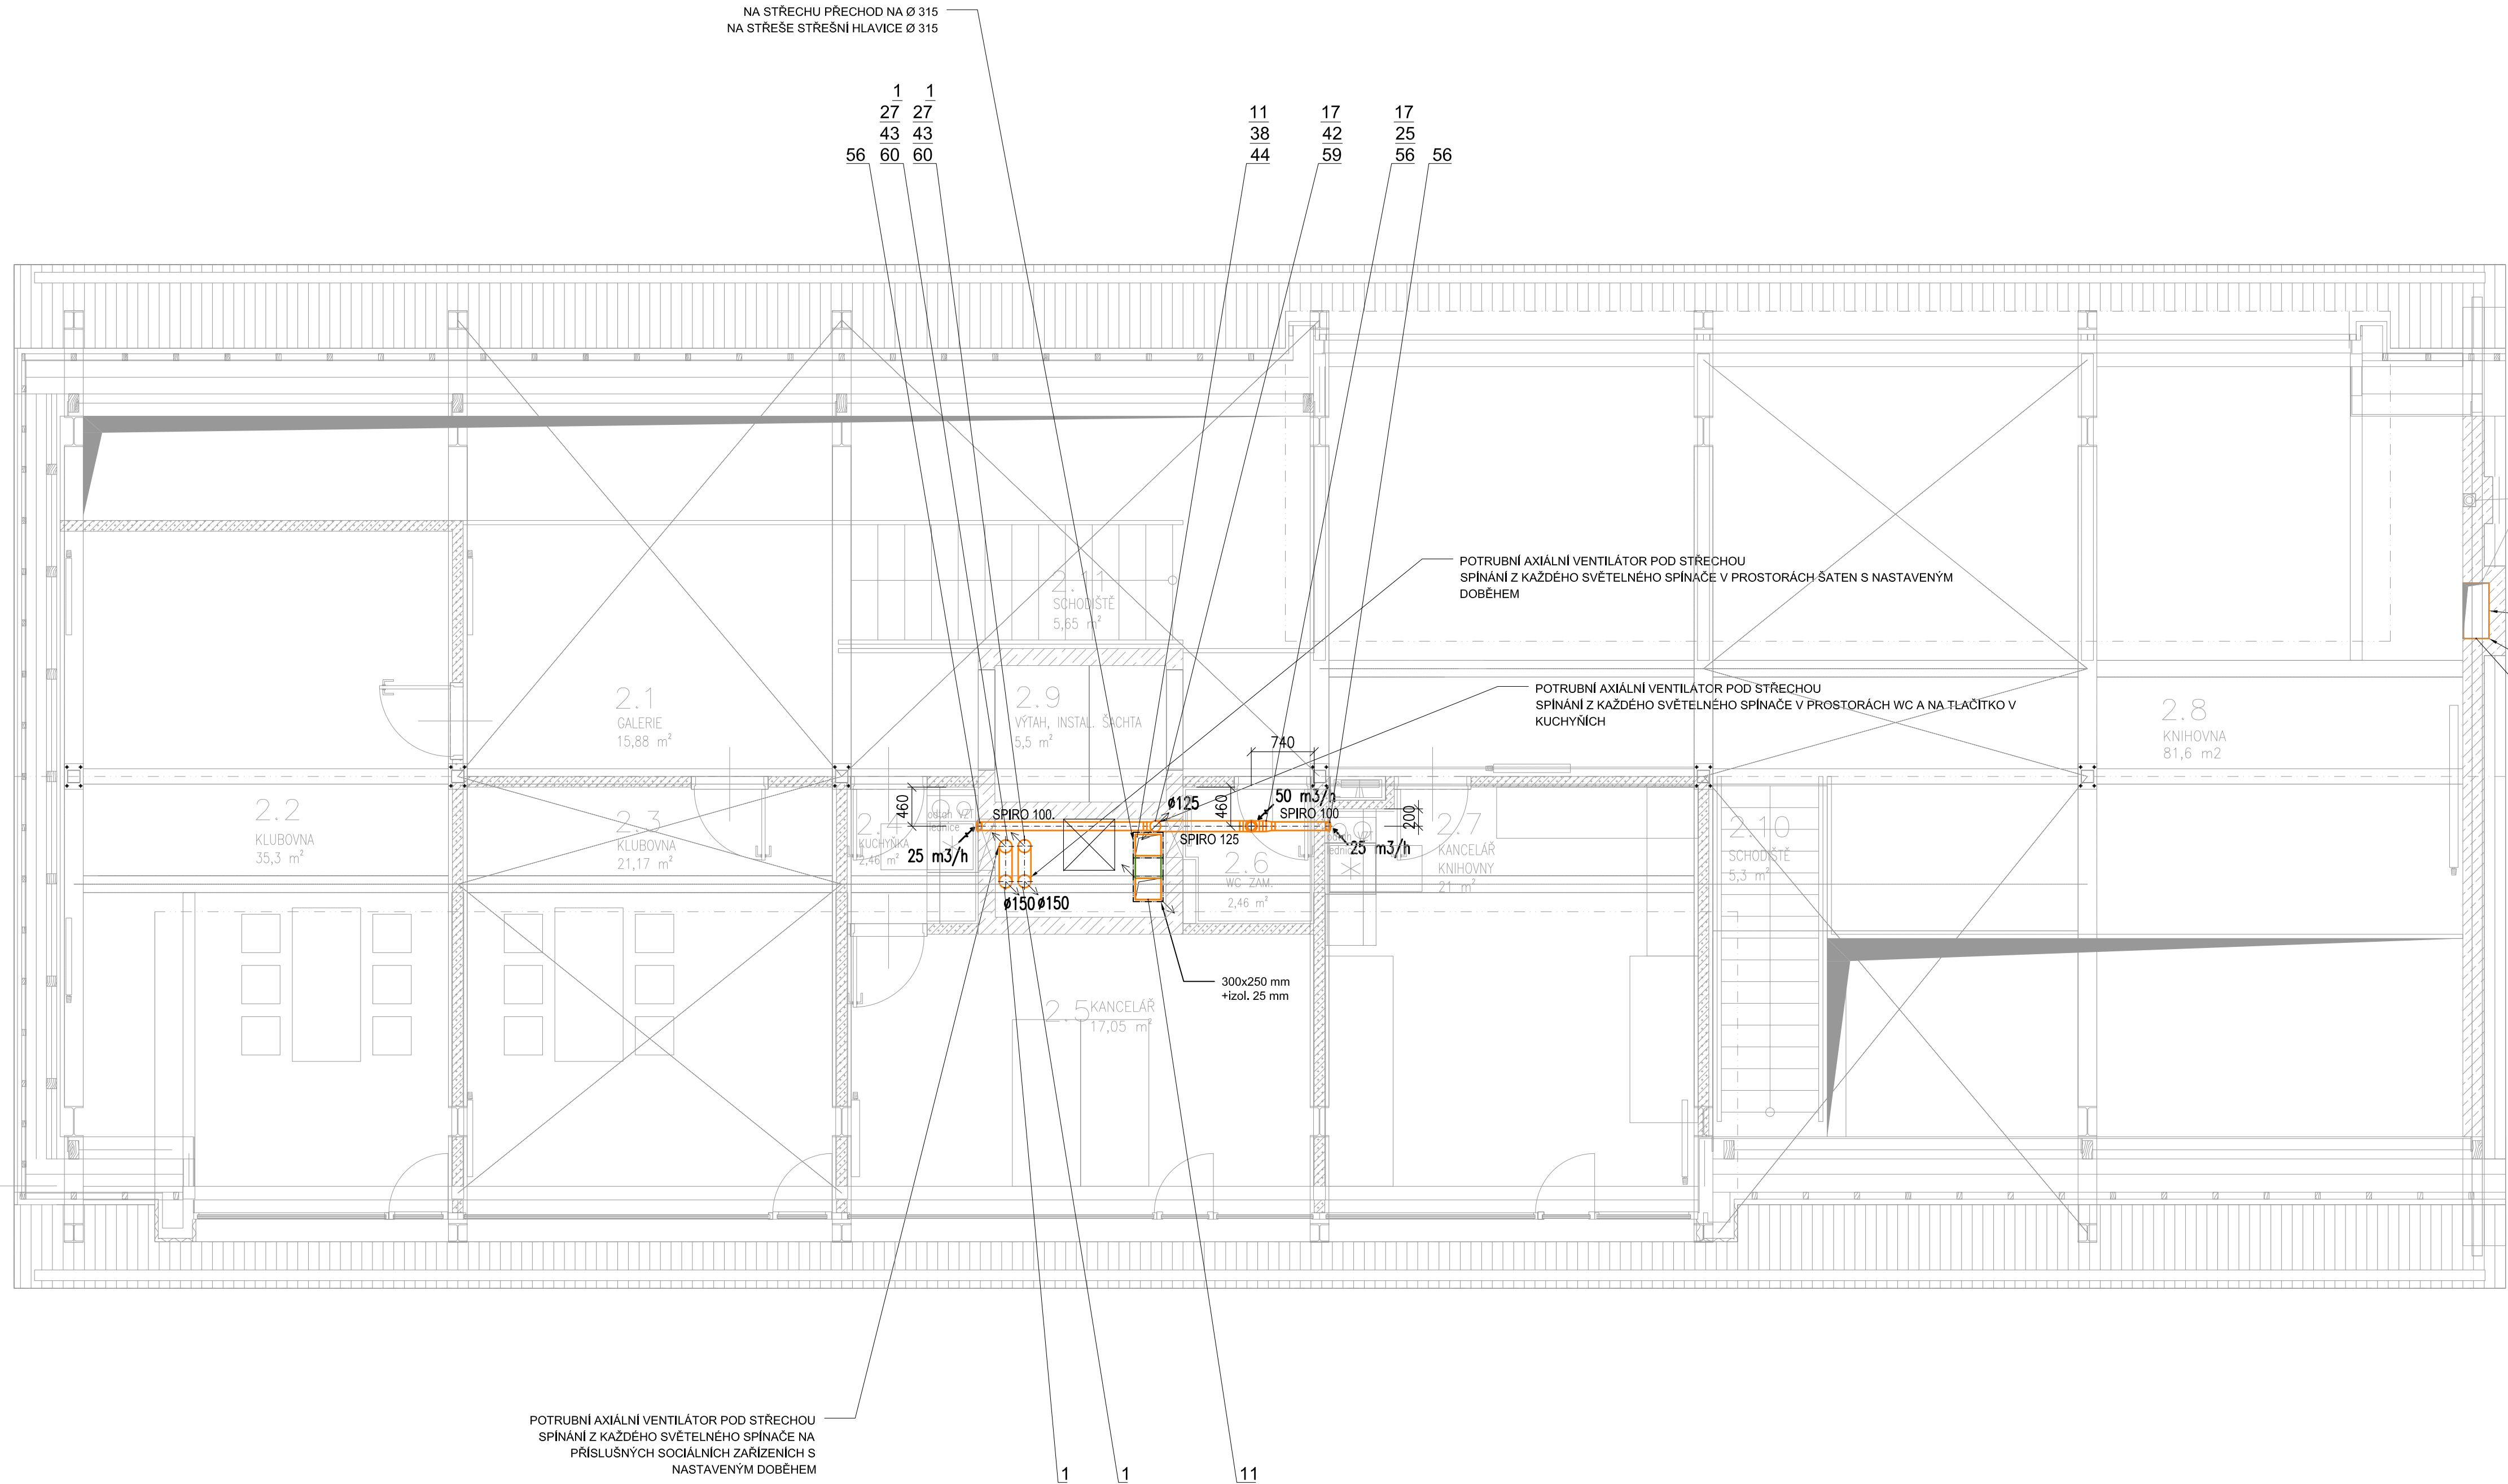 NA STŘECHU PŘECHOD NA Ø 315
NA STŘEŠE STŘEŠNÍ HLAVICE Ø 315
1
27
43
60
1
27
43
60
56
11
38
44
17
42
59
17
25
56
56
POTRUBNÍ AXIÁLNÍ VENTILÁTOR POD STŘECHOU
SPÍNÁNÍ Z KAŽDÉHO SVĚTELNÉHO SPÍNAČE V PROSTORÁCH ŠATEN S NASTAVENÝM
DOBĚHEM
2.11
SCHODIŠTĚ
5,65 m²
POTRUBNÍ AXIÁLNÍ VENTILÁTOR POD STŘECHOU
SPÍNÁNÍ Z KAŽDÉHO SVĚTELNÉHO SPÍNAČE V PROSTORÁCH WC A NA TLAČÍTKO V
KUCHYŇÍCH
2.1
GALERIE
15,88 m²
2.9
VÝTAH, INSTAL. ŠACHTA
5,5 m²
2.8
KNIHOVNA
81,6 m2
740
460
460
200
2.2
KLUBOVNA
35,3 m²
2.3
KLUBOVNA
21,17 m²
2.4
KUCHYŇKA
2,46 m²
SPIRO 100.
ø125
50 m3/h
SPIRO 100
SPIRO 125
25 m3/h
25 m3/h
2.6
WC ZAM.
2,46 m²
2.7
KANCELÁŘ
KNIHOVNY
21 m²
2.10
SCHODIŠTĚ
5,3 m²
ø150
ø150
300x250 mm
+izol. 25 mm
2.5 KANCELÁŘ
17,05 m²
POTRUBNÍ AXIÁLNÍ VENTILÁTOR POD STŘECHOU
SPÍNÁNÍ Z KAŽDÉHO SVĚTELNÉHO SPÍNAČE NA
PŘÍSLUŠNÝCH SOCIÁLNÍCH ZAŘÍZENÍCH S
NASTAVENÝM DOBĚHEM
1
1
11